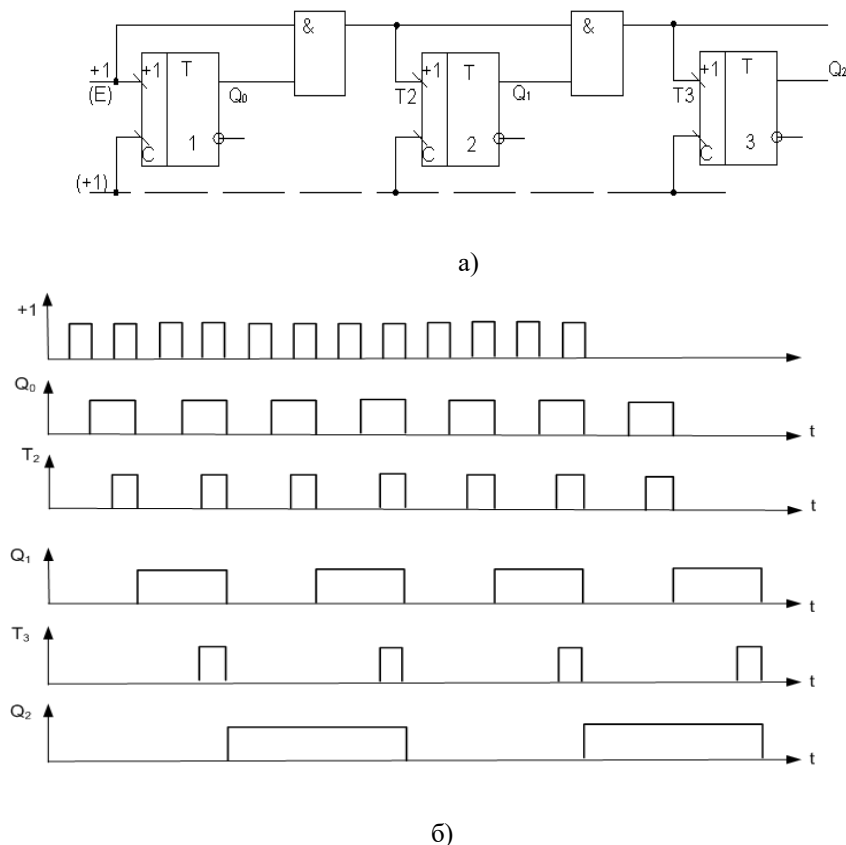 & &
+1 +1 T +1 T +1 T Q₂
(E) Q₀ T2 Q₁ T3
1 2 3
C C C
(+1)
а)
+1
Q₀ t
T₂ t
Q₁ t
T₃ t
Q₂ t
б)